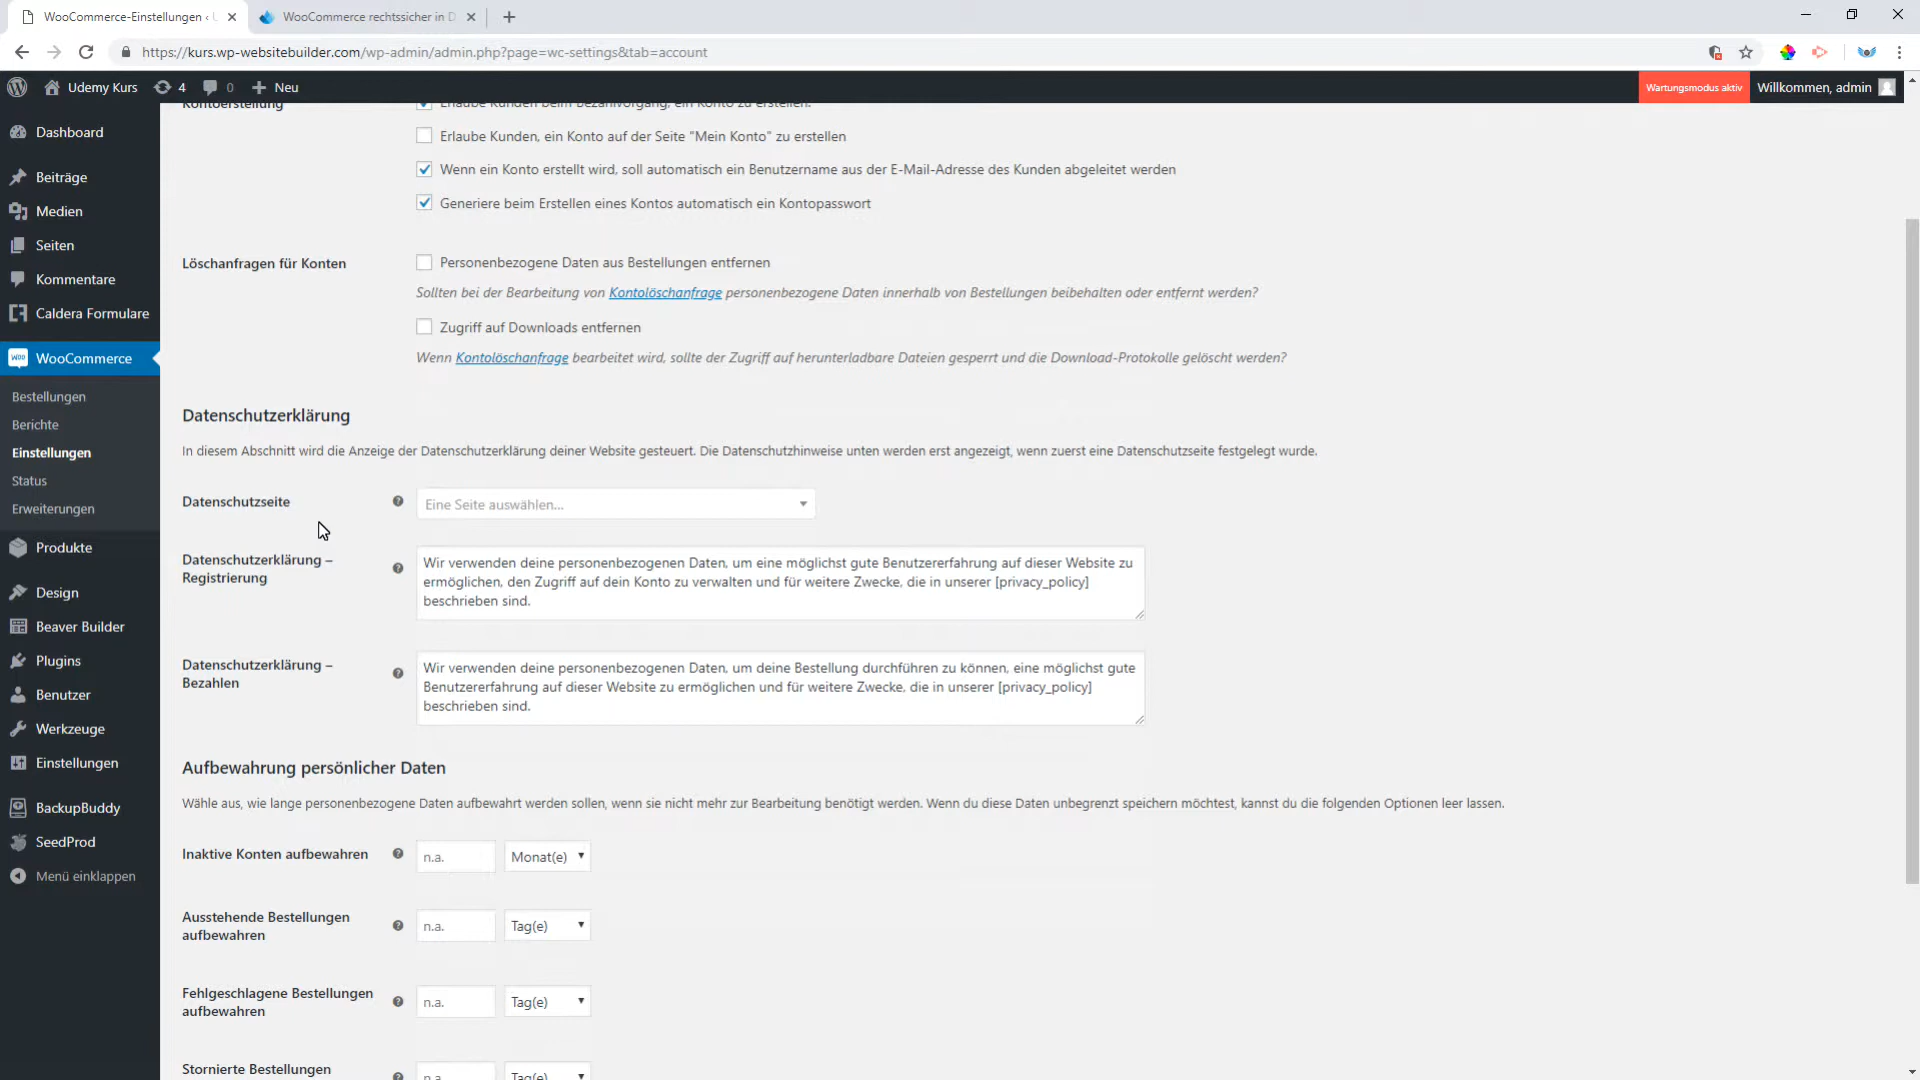 WooCommerce-Einstellungen ‹ U
WooCommerce rechtssicher in D
https://kurs.wp-websitebuilder.com/wp-admin/admin.php?page=wc-settings&tab=account
Udemy Kurs
4
0
Neu
Wartungsmodus aktiv
Willkommen, admin
Dashboard
Beiträge
Medien
Seiten
Kommentare
Caldera Formulare
WooCommerce
Bestellungen
Berichte
Einstellungen
Status
Erweiterungen
Produkte
Design
Beaver Builder
Plugins
Benutzer
Werkzeuge
Einstellungen
BackupBuddy
SeedProd
Menü einklappen
Kontoerstellung
Erlaube Kunden beim Bezahlvorgang, ein Konto zu erstellen.
Erlaube Kunden, ein Konto auf der Seite "Mein Konto" zu erstellen
Wenn ein Konto erstellt wird, soll automatisch ein Benutzername aus der E-Mail-Adresse des Kunden abgeleitet werden
Generiere beim Erstellen eines Kontos automatisch ein Kontopasswort
Löschanfragen für Konten
Personenbezogene Daten aus Bestellungen entfernen
Sollten bei der Bearbeitung von Kontolöschanfrage personenbezogene Daten innerhalb von Bestellungen beibehalten oder entfernt werden?
Zugriff auf Downloads entfernen
Wenn Kontolöschanfrage bearbeitet wird, sollte der Zugriff auf herunterladbare Dateien gesperrt und die Download-Protokolle gelöscht werden?
Datenschutzerklärung
In diesem Abschnitt wird die Anzeige der Datenschutzerklärung deiner Website gesteuert. Die Datenschutzhinweise unten werden erst angezeigt, wenn zuerst eine Datenschutzseite festgelegt wurde.
Datenschutzseite
Eine Seite auswählen...
Datenschutzerklärung –
Registrierung
Wir verwenden deine personenbezogenen Daten, um eine möglichst gute Benutzererfahrung auf dieser Website zu
ermöglichen, den Zugriff auf dein Konto zu verwalten und für weitere Zwecke, die in unserer [privacy_policy]
beschrieben sind.
Datenschutzerklärung –
Bezahlen
Wir verwenden deine personenbezogenen Daten, um deine Bestellung durchführen zu können, eine möglichst gute
Benutzererfahrung auf dieser Website zu ermöglichen und für weitere Zwecke, die in unserer [privacy_policy]
beschrieben sind.
Aufbewahrung persönlicher Daten
Wähle aus, wie lange personenbezogene Daten aufbewahrt werden sollen, wenn sie nicht mehr zur Bearbeitung benötigt werden. Wenn du diese Daten unbegrenzt speichern möchtest, kannst du die folgenden Optionen leer lassen.
Inaktive Konten aufbewahren
n.a.
Monat(e)
Ausstehende Bestellungen
aufbewahren
n.a.
Tag(e)
Fehlgeschlagene Bestellungen
aufbewahren
n.a.
Tag(e)
Stornierte Bestellungen
n.a.
Tag(e)